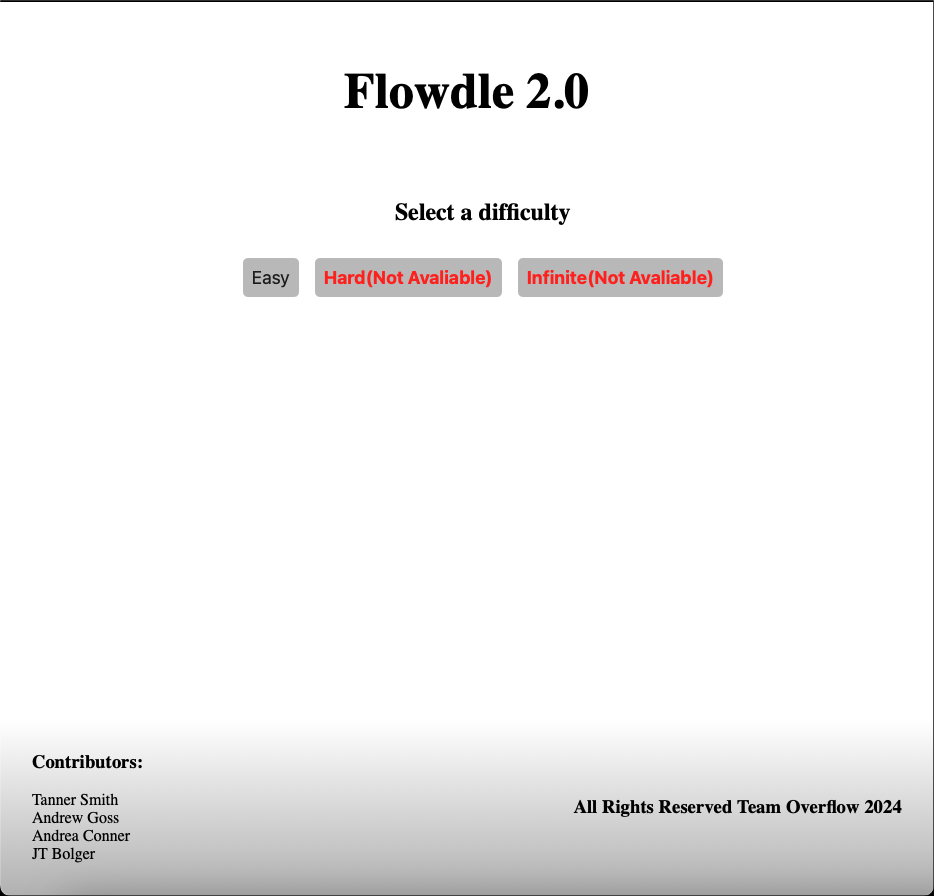 Flowdle 2.0
Select a difficulty
Easy Hard(Not Avaliable) Infinite(Not Avaliable)
Contributors:
Tanner Smith
Andrew Goss
Andrea Conner
JT Bolger
All Rights Reserved Team Overflow 2024